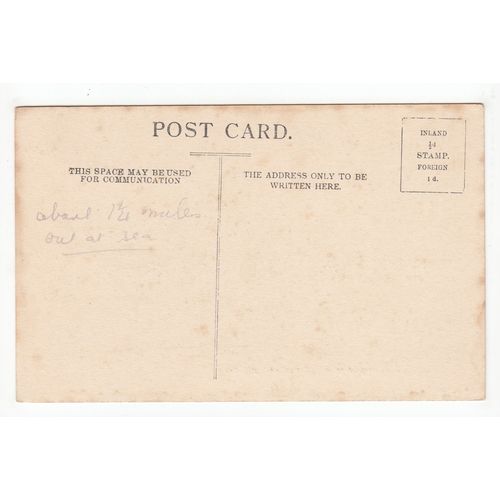 POST CARD.
THIS SPACE MAY BE USED
FOR COMMUNICATION
THE ADDRESS ONLY TO BE
WRITTEN HERE.
INLAND
½d
STAMP.
FOREIGN
1d.
about 1¼ miles
out at sea